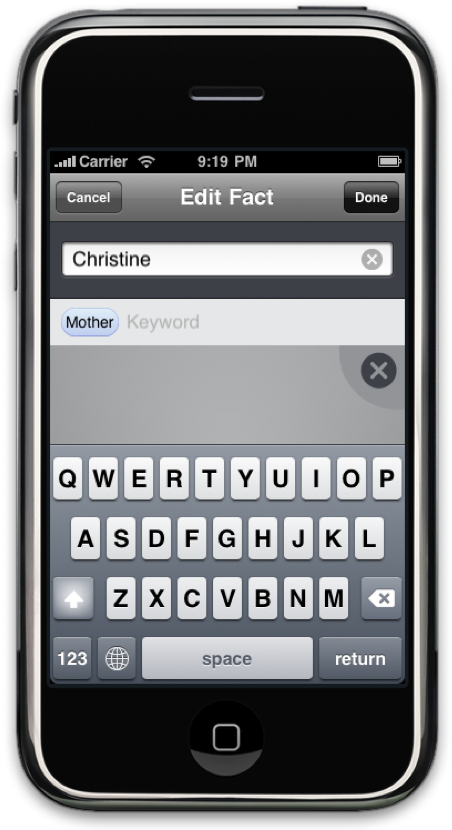 Carrier 9:19 PM
Cancel Edit Fact Done
Christine
Mother Keyword
Q W E R T Y U I O P
A S D F G H J K L
Z X C V B N M
123 space return